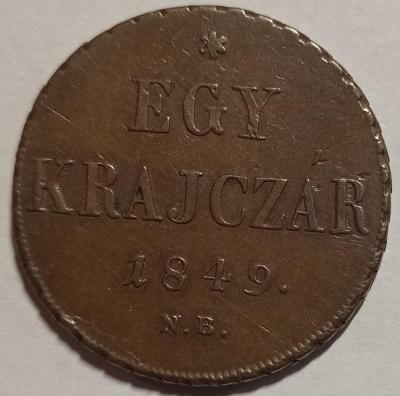 EGY
KRAJCZÁR
1849.
N.B.